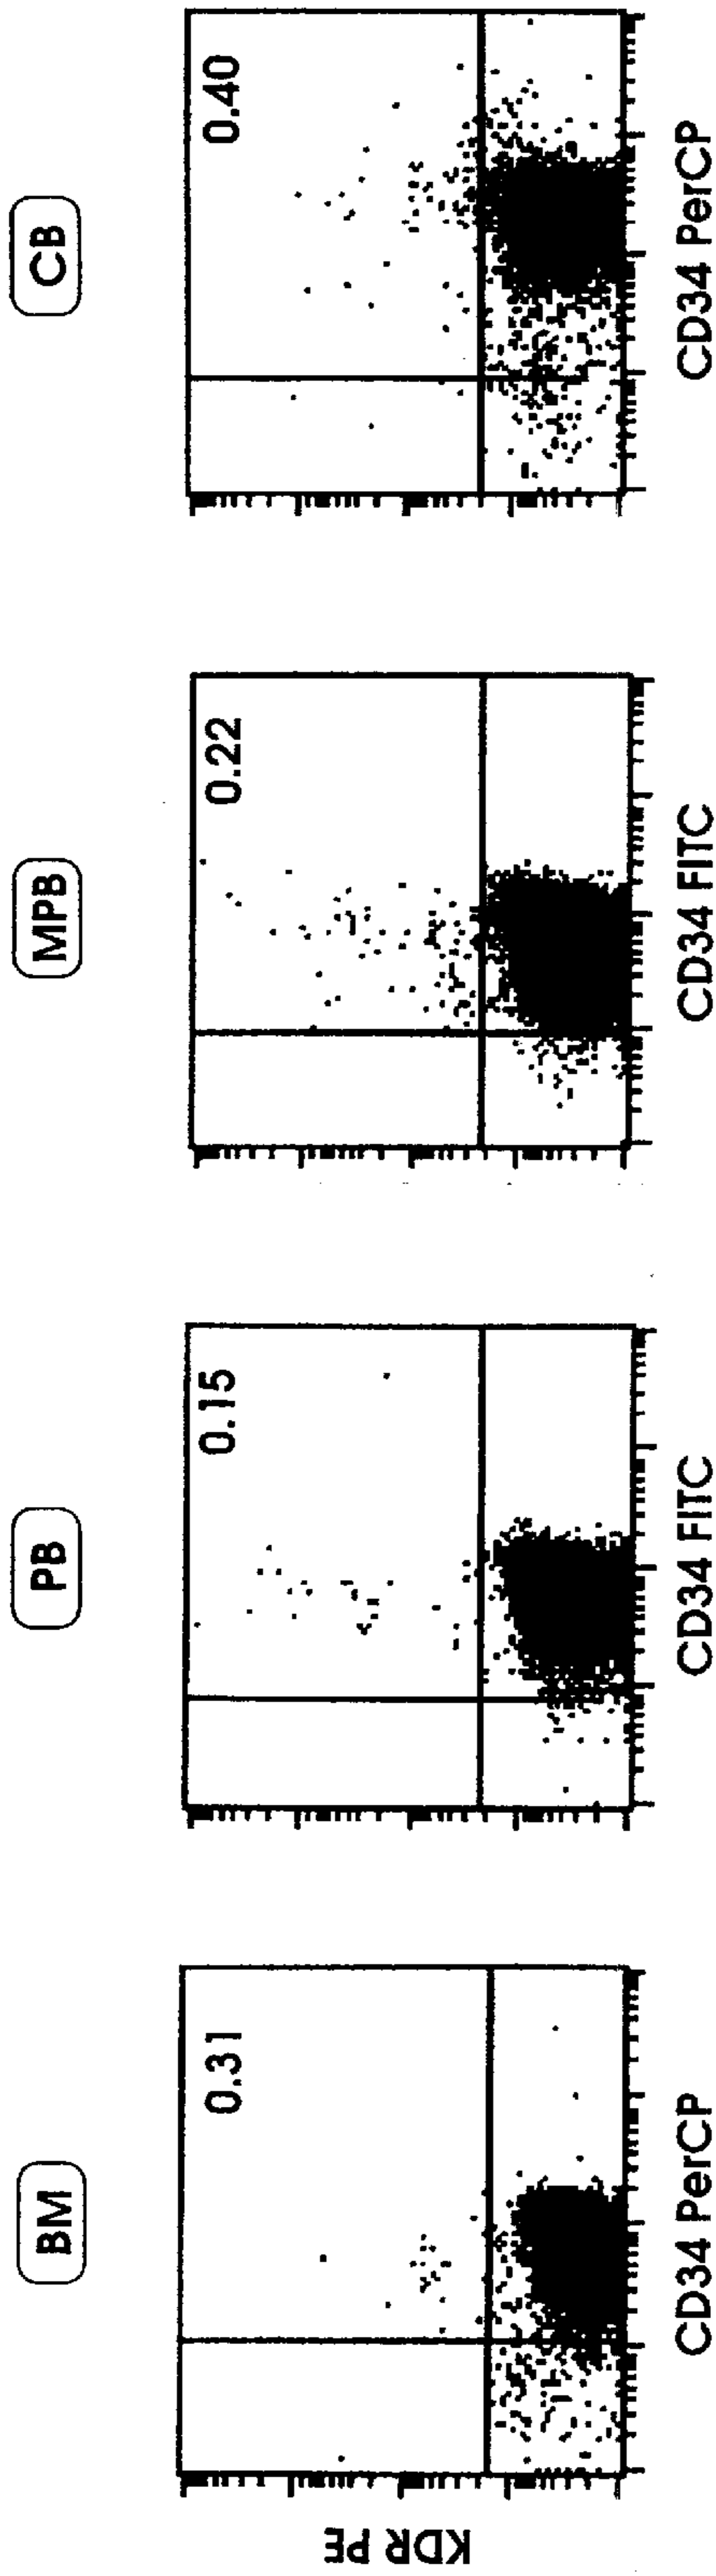 BM
PB
MPB
CB
0.31
0.15
0.22
0.40
KDR PE
CD34 PerCP
CD34 FITC
CD34 FITC
CD34 PerCP